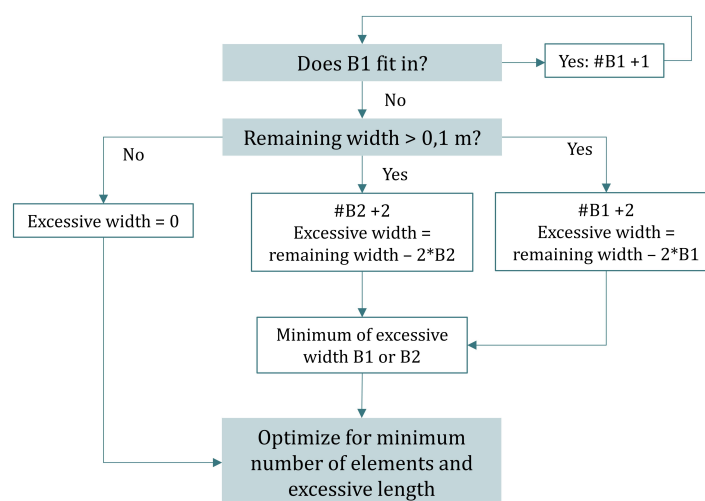 Does B1 fit in?
Yes: #B1 +1
No
Remaining width > 0,1 m?
No
Yes
Yes
Excessive width = 0
#B2 +2
Excessive width =
remaining width – 2*B2
#B1 +2
Excessive width =
remaining width – 2*B1
Minimum of excessive
width B1 or B2
Optimize for minimum
number of elements and
excessive length